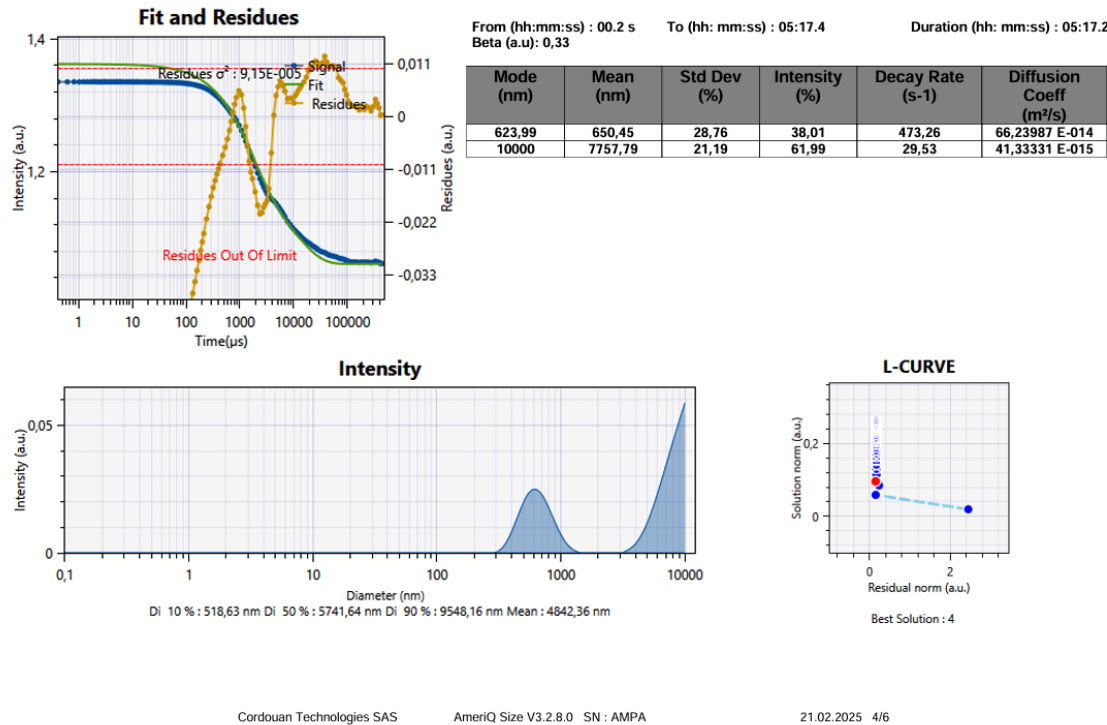 Fit and Residues
From (hh:mm:ss) : 00.2 s To (hh: mm:ss) : 05:17.4 Duration (hh: mm:ss) : 05:17.2
Beta (a.u): 0,33
Mode (nm) Mean (nm) Std Dev (%) Intensity (%) Decay Rate (s-1) Diffusion Coeff (m²/s)
623,99 650,45 28,76 38,01 473,26 66,23987 E-014
10000 7757,79 21,19 61,99 29,53 41,33331 E-015
1,4
1,2
Intensity (a.u.)
Residues σ² : 9,15E-005
Signal
Fit
Residues
Residues Out Of Limit
0,011
0
-0,011
-0,022
-0,033
Residues (a.u.)
1 10 100 1000 10000 100000
Time(µs)
Intensity
0,05
0
Intensity (a.u.)
0,1 1 10 100 1000 10000
Diameter (nm)
Di 10 % : 518,63 nm Di 50 % : 5741,64 nm Di 90 % : 9548,16 nm Mean : 4842,36 nm
L-CURVE
0,2
0
Solution norm (a.u.)
0 2
Residual norm (a.u.)
Best Solution : 4
Cordouan Technologies SAS AmeriQ Size V3.2.8.0 SN : AMPA 21.02.2025 4/6